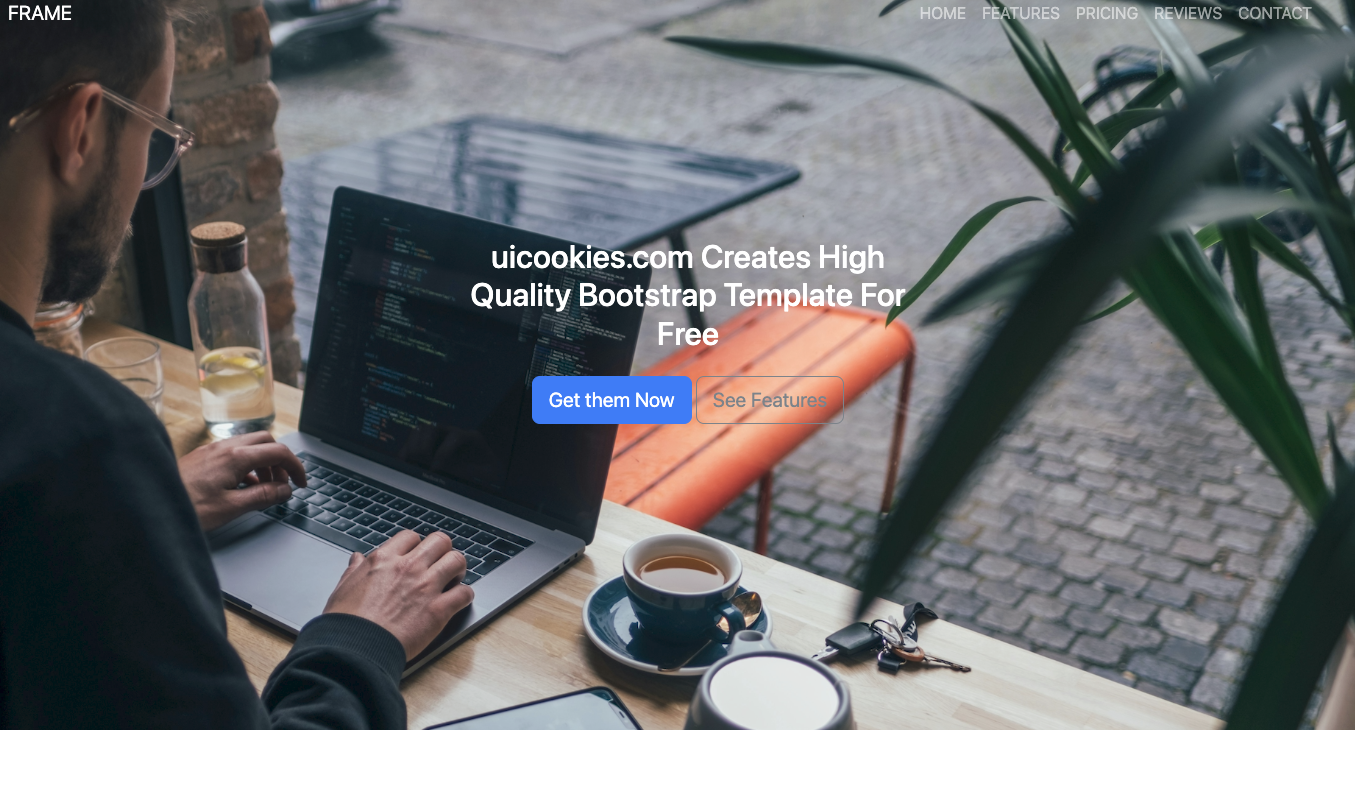 FRAME
HOME FEATURES PRICING REVIEWS CONTACT
uicookies.com Creates High
Quality Bootstrap Template For
Free
Get them Now See Features